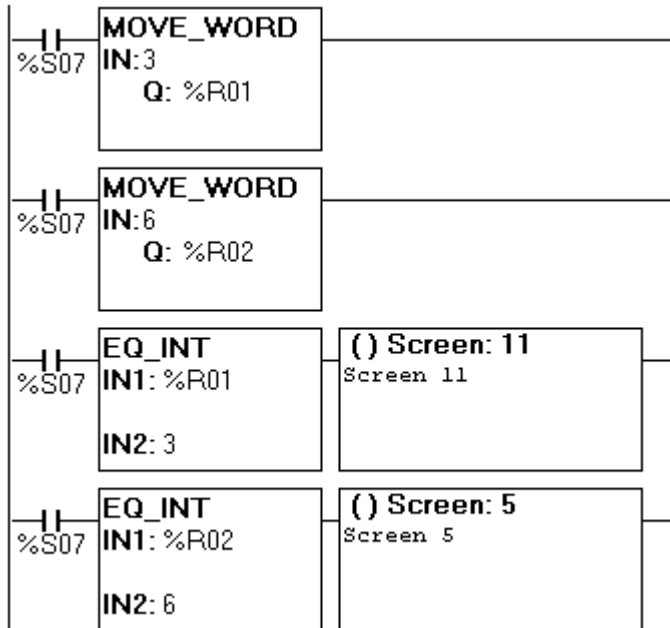 MOVE_WORD
%S07 IN:3
Q: %R01
MOVE_WORD
%S07 IN:6
Q: %R02
EQ_INT () Screen: 11
%S07 IN1: %R01 Screen 11
IN2: 3
EQ_INT () Screen: 5
%S07 IN1: %R02 Screen 5
IN2: 6